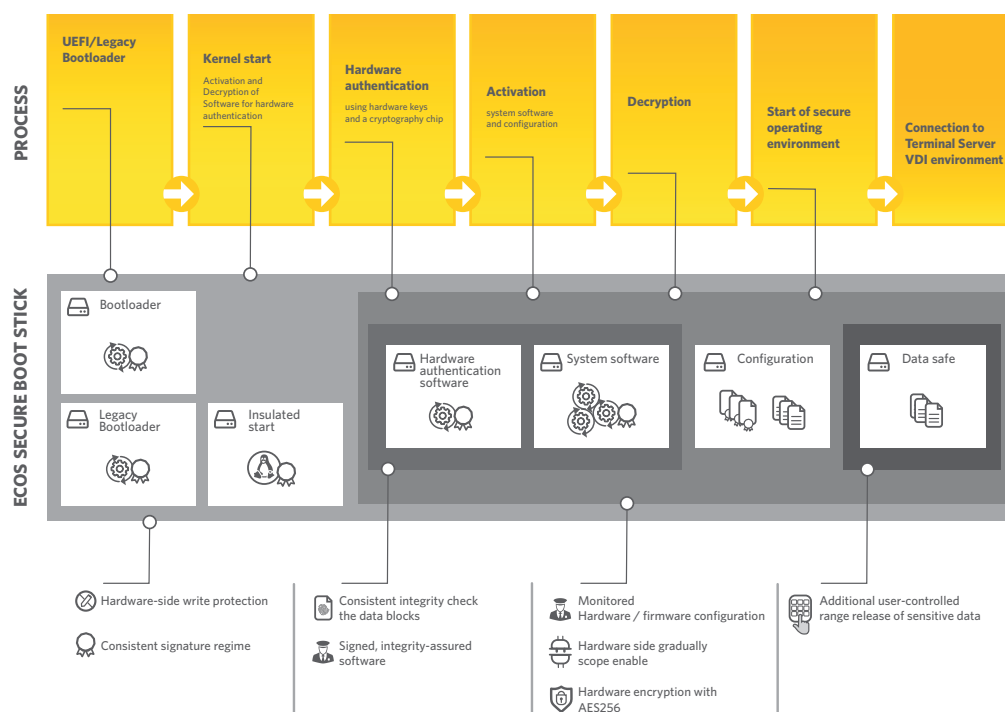 PROCESS
UEFI/Legacy
Bootloader
Kernel start
Activation and
Decryption of
Software for hardware
authentication
Hardware
authentication
using hardware keys
and a cryptography chip
Activation
system software
and configuration
Decryption
Start of secure
operating
environment
Connection to
Terminal Server
VDI environment
ECOS SECURE BOOT STICK
Bootloader
Legacy
Bootloader
Insulated
start
Hardware
authentication
software
System software
Configuration
Data safe
Hardware-side write protection
Consistent signature regime
Consistent integrity check
the data blocks
Signed, integrity-assured
software
Monitored
Hardware / firmware configuration
Hardware side gradually
scope enable
Hardware encryption with
AES256
Additional user-controlled
range release of sensitive data